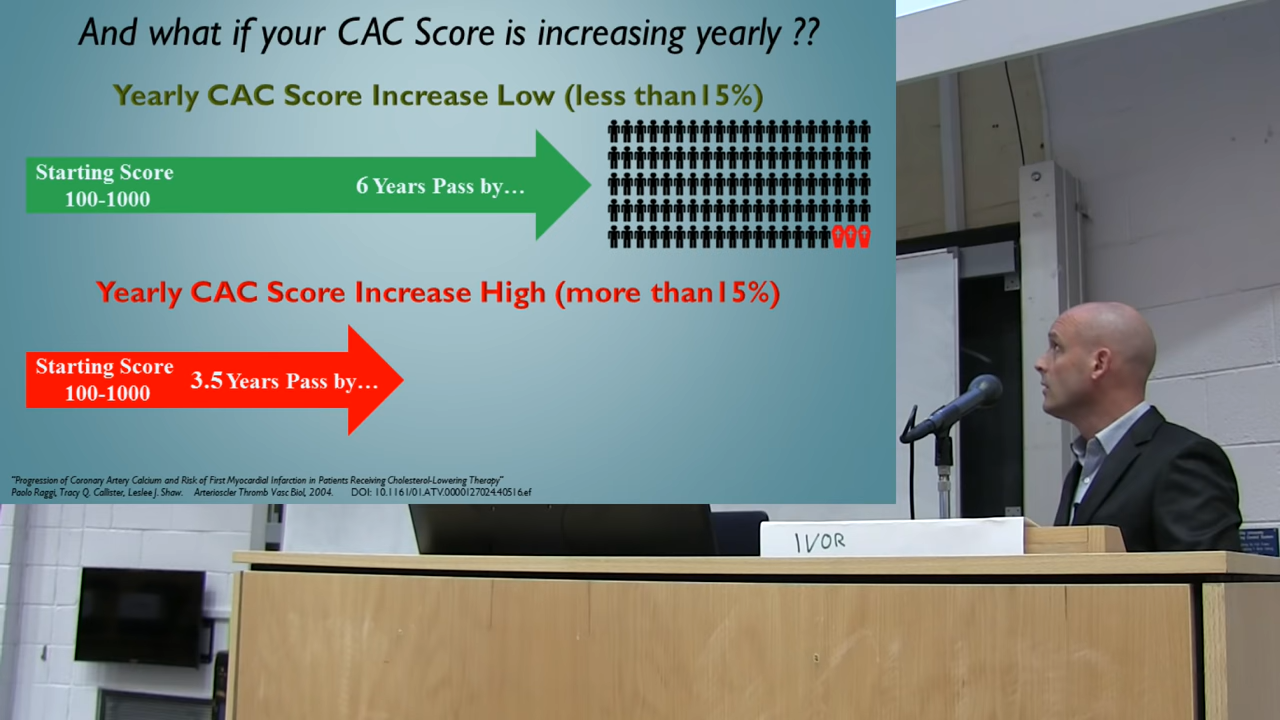 And what if your CAC Score is increasing yearly ??
Yearly CAC Score Increase Low (less than15%)
Starting Score
100-1000
6 Years Pass by…
Yearly CAC Score Increase High (more than15%)
Starting Score
100-1000
3.5 Years Pass by…
"Progression of Coronary Artery Calcium and Risk of First Myocardial Infarction in Patients Receiving Cholesterol-Lowering Therapy"
Paolo Raggi, Tracy Q. Callister, Leslee J. Shaw. Arterioscler Thromb Vasc Biol, 2004. DOI: 10.1161/01.ATV.0000127024.40516.ef
IVOR